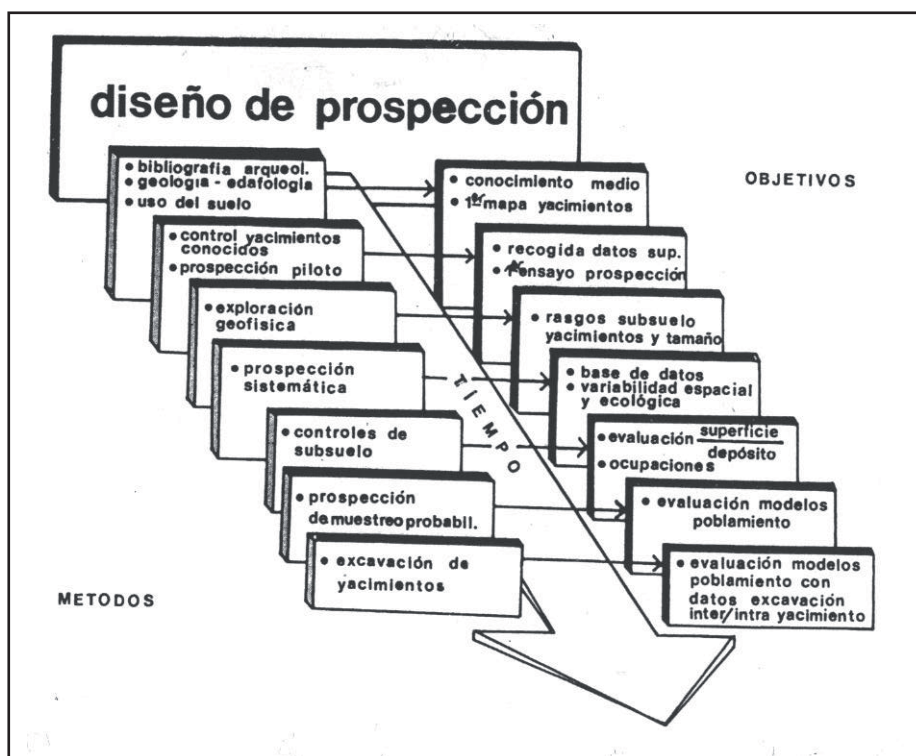 diseño de prospección
• bibliografia arqueol.
• geologia - edafologia
• uso del suelo
• conocimiento medio
• 1er mapa yacimientos
OBJETIVOS
• control yacimientos
conocidos
• prospección piloto
• recogida datos sup.
• 1er ensayo prospección
• exploración
geofisica
• rasgos subsuelo
yacimientos y tamaño
• prospección
sistemática
• base de datos
• variabilidad espacial
y ecológica
• controles de
subsuelo
• evaluación superficie
depósito
• ocupaciones
• prospección
de muestreo probabil.
• evaluación modelos
poblamiento
• excavación de
yacimientos
• evaluación modelos
poblamiento con
datos excavación
inter/intra yacimiento
TÍEMPO
METODOS